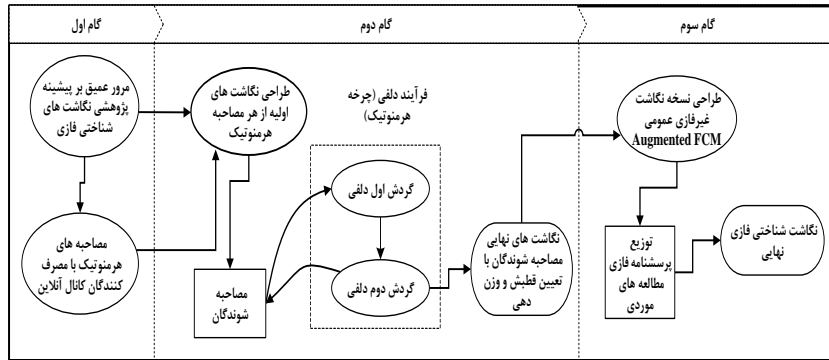 گام اول
گام دوم
گام سوم
مرور عمیق بر پیشینه
پژوهشی نگاشت های
شناختی فازی
مصاحبه های
هرمنوتیک با مصرف
کنندگان کانال آنلاین
طراحی نگاشت های
اولیه از هر مصاحبه
هرمنوتیک
مصاحبه
شوندگان
فرآیند دلفی (چرخه
هرمنوتیک)
گردش اول دلفی
گردش دوم دلفی
نگاشت های نهایی
مصاحبه شوندگان با
تعیین قطبش و وزن
دهی
طراحی نسخه نگاشت
غیرفازی عمومی
Augmented FCM
توزیع
پرسشنامه فازی
مطالعه های
موردی
نگاشت شناختی فازی
نهایی